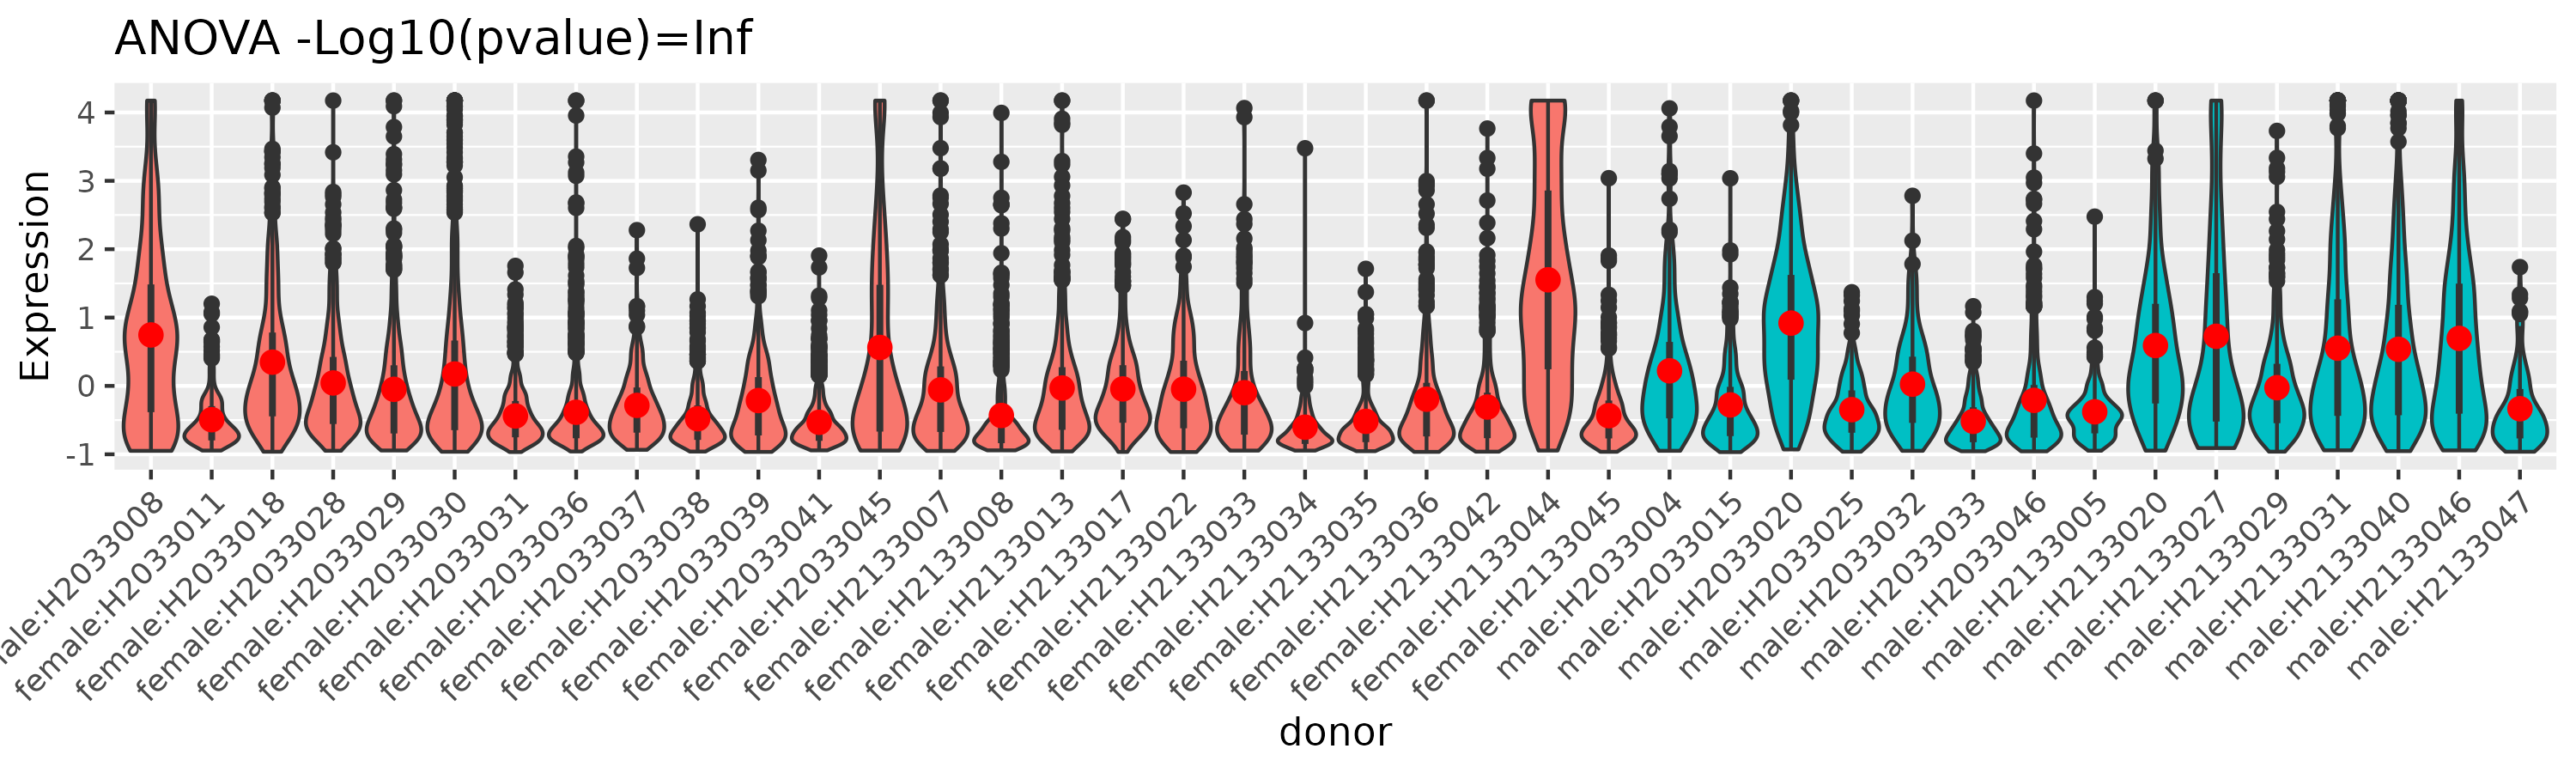 ANOVA -Log10(pvalue)=Inf
Expression
4
3
2
1
0
-1
male:H2033008
female:H2033011
female:H2033018
female:H2033028
female:H2033029
female:H2033030
female:H2033031
female:H2033036
female:H2033037
female:H2033038
female:H2033039
female:H2033041
female:H2033045
female:H2133007
female:H2133008
female:H2133013
female:H2133017
female:H2133022
female:H2133033
female:H2133034
female:H2133035
female:H2133036
female:H2133042
female:H2133044
female:H2133045
male:H2033004
male:H2033015
male:H2033020
male:H2033025
male:H2033032
male:H2033033
male:H2033046
male:H2133005
male:H2133020
male:H2133027
male:H2133029
male:H2133031
male:H2133040
male:H2133046
male:H2133047
donor